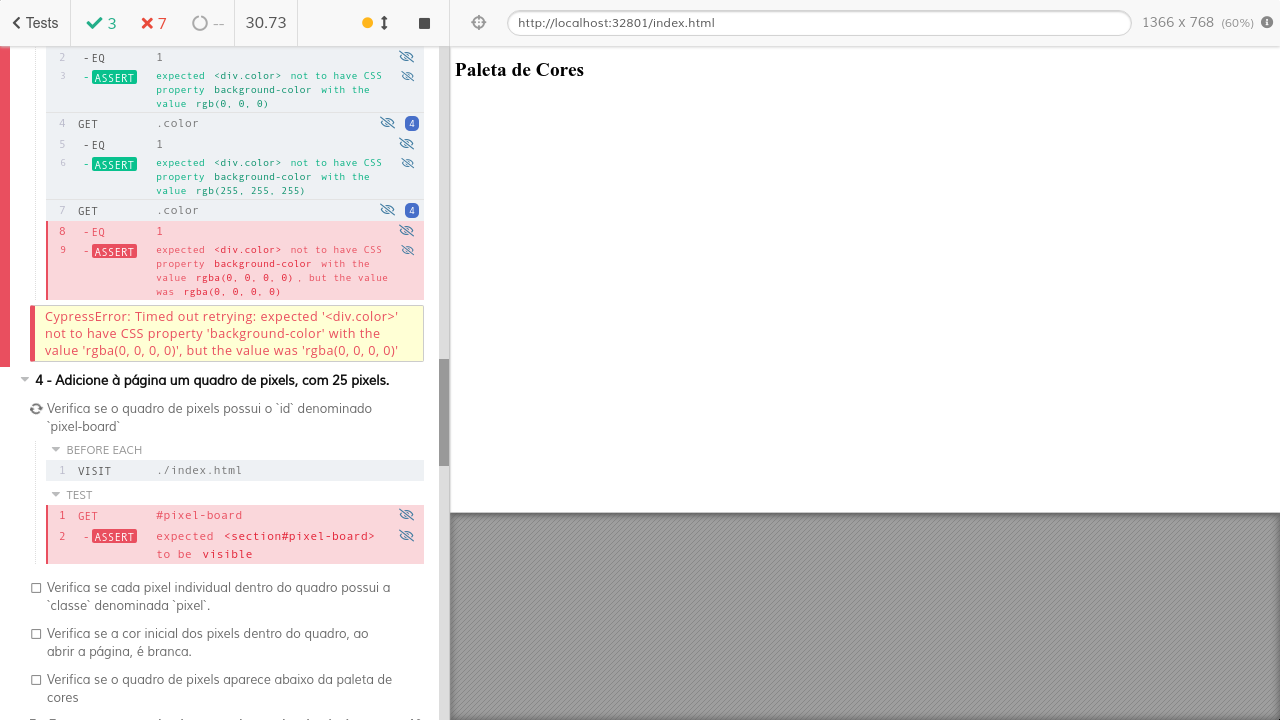 Tests
3
7
--
30.73
http://localhost:32801/index.html
1366 x 768 (60%)
2 -EQ 1
3 -ASSERT expected <div.color> not to have CSS
property background-color with the
value rgb(0, 0, 0)
4 GET .color 4
5 -EQ 1
6 -ASSERT expected <div.color> not to have CSS
property background-color with the
value rgb(255, 255, 255)
7 GET .color 4
8 -EQ 1
9 -ASSERT expected <div.color> not to have CSS
property background-color with the
value rgba(0, 0, 0, 0), but the value
was rgba(0, 0, 0, 0)
CypressError: Timed out retrying: expected '<div.color>'
not to have CSS property 'background-color' with the
value 'rgba(0, 0, 0, 0)', but the value was 'rgba(0, 0, 0, 0)'
4 - Adicione à página um quadro de pixels, com 25 pixels.
Verifica se o quadro de pixels possui o `id` denominado
`pixel-board`
BEFORE EACH
1 VISIT ./index.html
TEST
1 GET #pixel-board
2 -ASSERT expected <section#pixel-board>
to be visible
Verifica se cada pixel individual dentro do quadro possui a
`classe` denominada `pixel`.
Verifica se a cor inicial dos pixels dentro do quadro, ao
abrir a página, é branca.
Verifica se o quadro de pixels aparece abaixo da paleta de
cores
Paleta de Cores